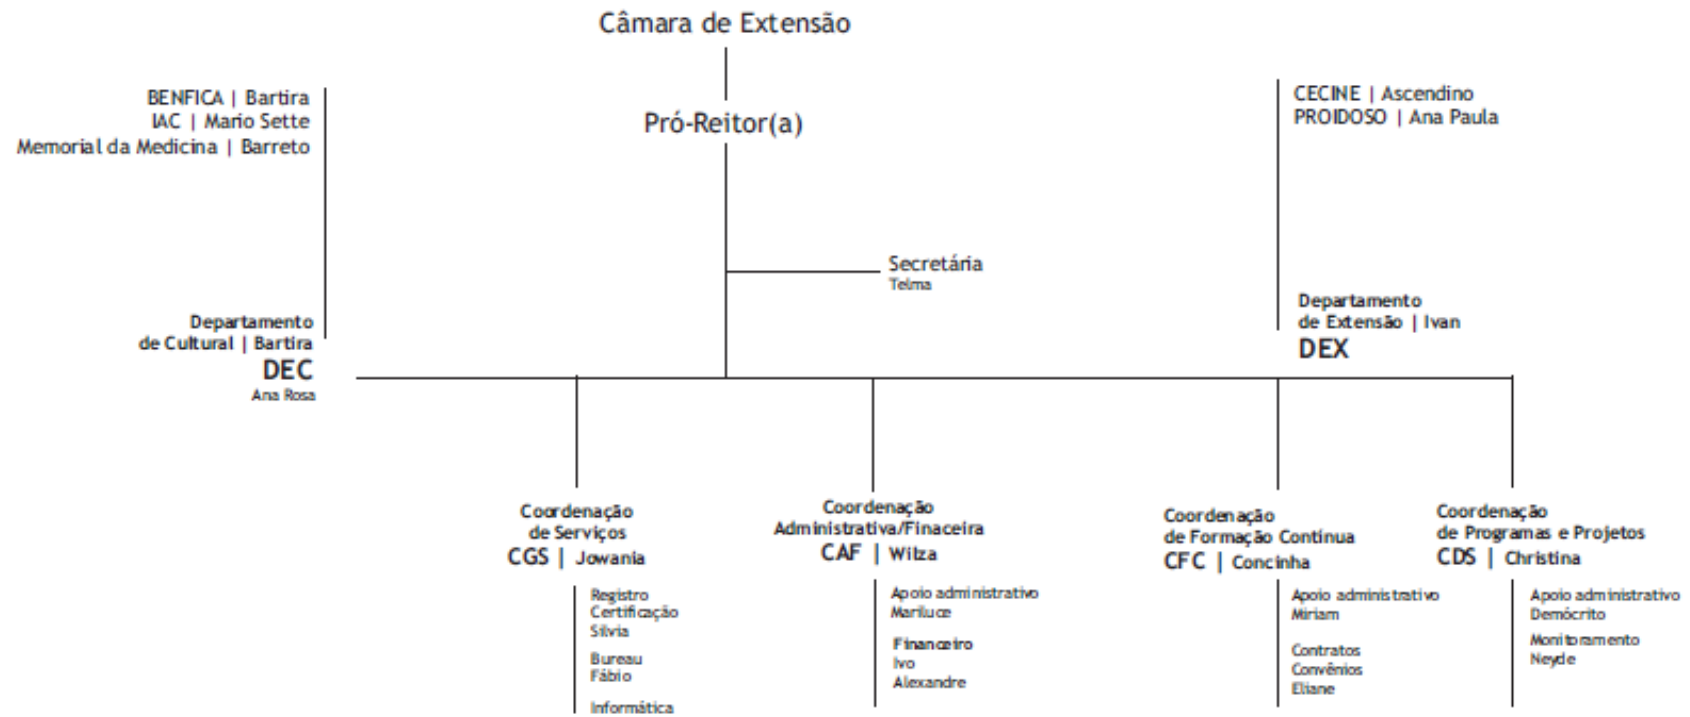 Câmara de Extensão
BENFICA | Bartira
IAC | Mario Sette
Memorial da Medicina | Barreto
Pró-Reitor(a)
CECINE | Ascendino
PROIDOSO | Ana Paula
Secretária
Telma
Departamento
de Cultural | Bartira
DEC
Ana Rosa
Departamento
de Extensão | Ivan
DEX
Coordenação
de Serviços
CGS | Jowania
Registro
Certificação
Silvia
Bureau
Fábio
Informática
Coordenação
Administrativa/Finaceira
CAF | Wilza
Apoio administrativo
Mariluce
Financeiro
Ivo
Alexandre
Coordenação
de Formação Continua
CFC | Concinha
Apoio administrativo
Miriam
Contratos
Convênios
Eliane
Coordenação
de Programas e Projetos
CDS | Christina
Apoio administrativo
Demócrito
Monitoramento
Neyde